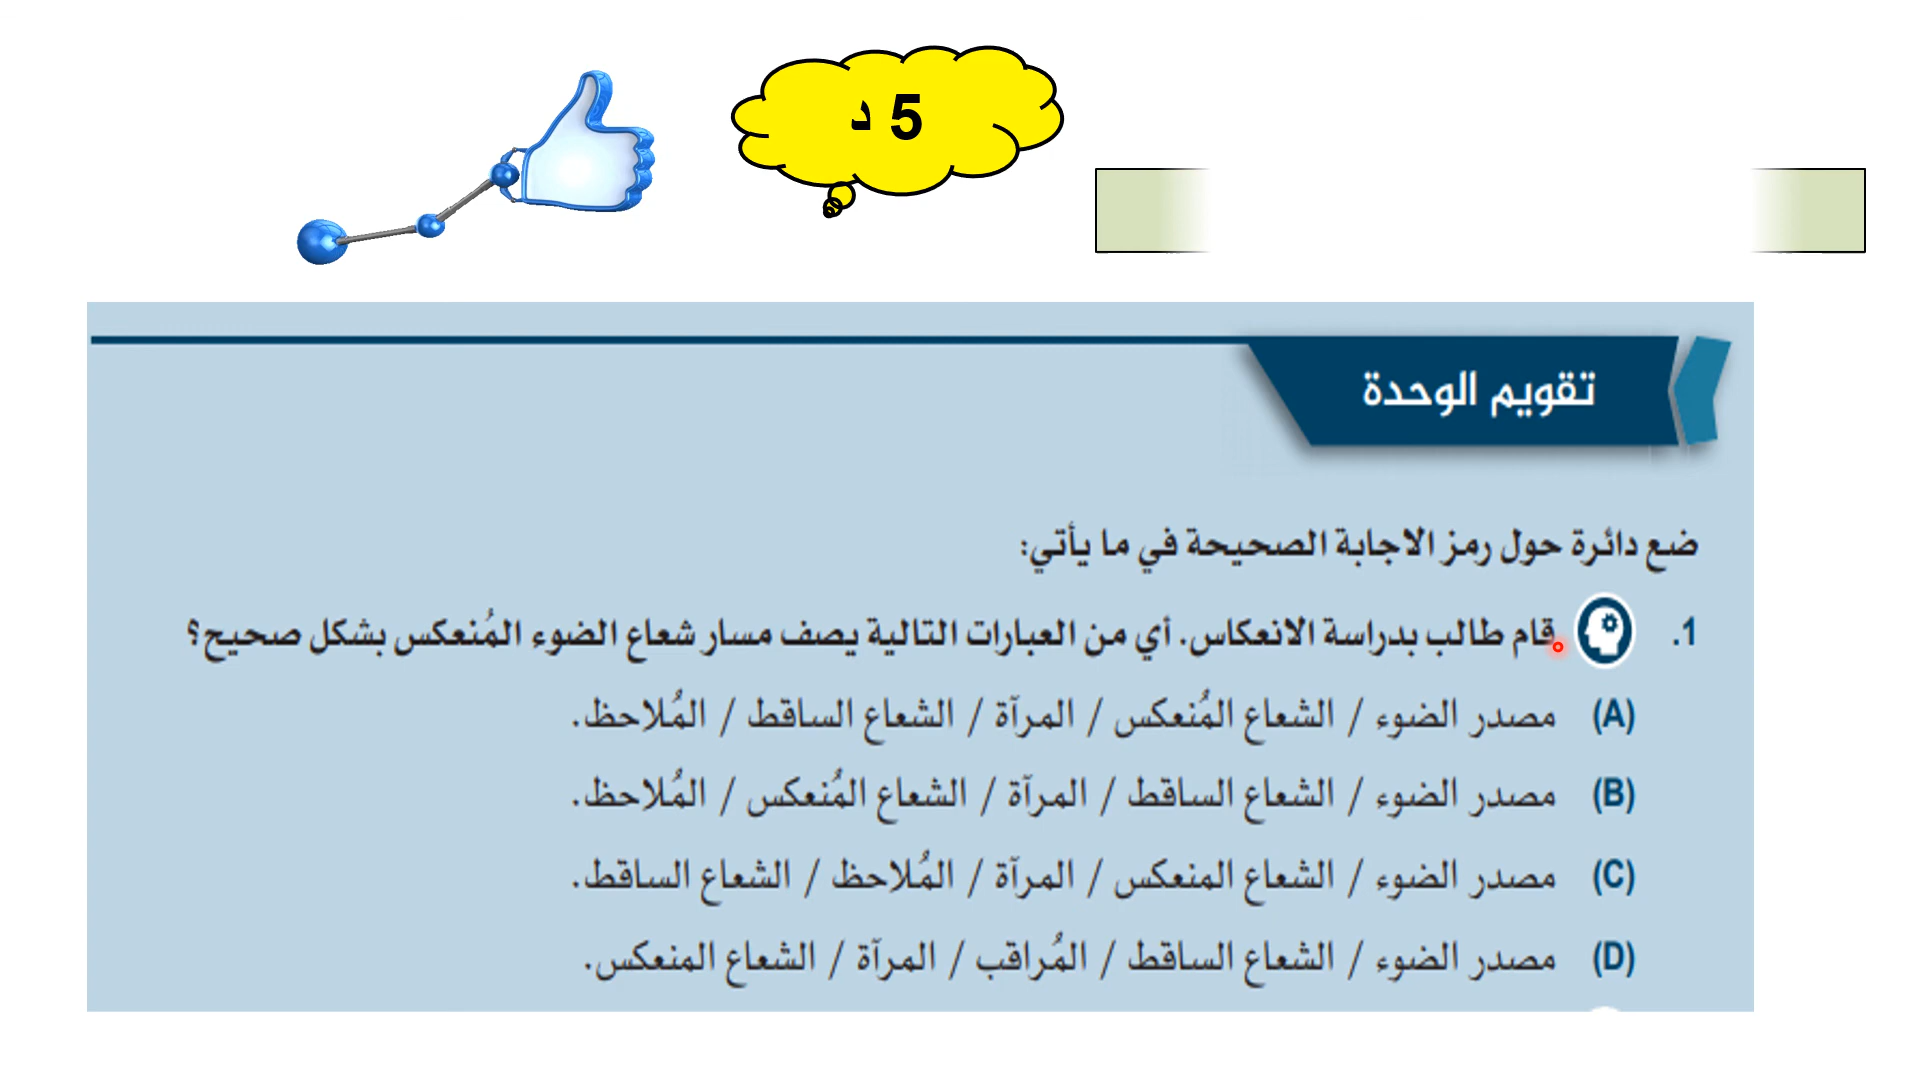 5 د
تقويم الوحدة
ضع دائرة حول رمز الاجابة الصحيحة في ما يأتي:
1. قام طالب بدراسة الانعكاس. أي من العبارات التالية يصف مسار شعاع الضوء المُنعكس بشكل صحيح؟
(A) مصدر الضوء / الشعاع المُنعكس / المرآة / الشعاع الساقط / المُلاحظ.
(B) مصدر الضوء / الشعاع الساقط / المرآة / الشعاع المُنعكس / المُلاحظ.
(C) مصدر الضوء / الشعاع المنعكس / المرآة / المُلاحظ / الشعاع الساقط.
(D) مصدر الضوء / الشعاع الساقط / المُراقب / المرآة / الشعاع المنعكس.